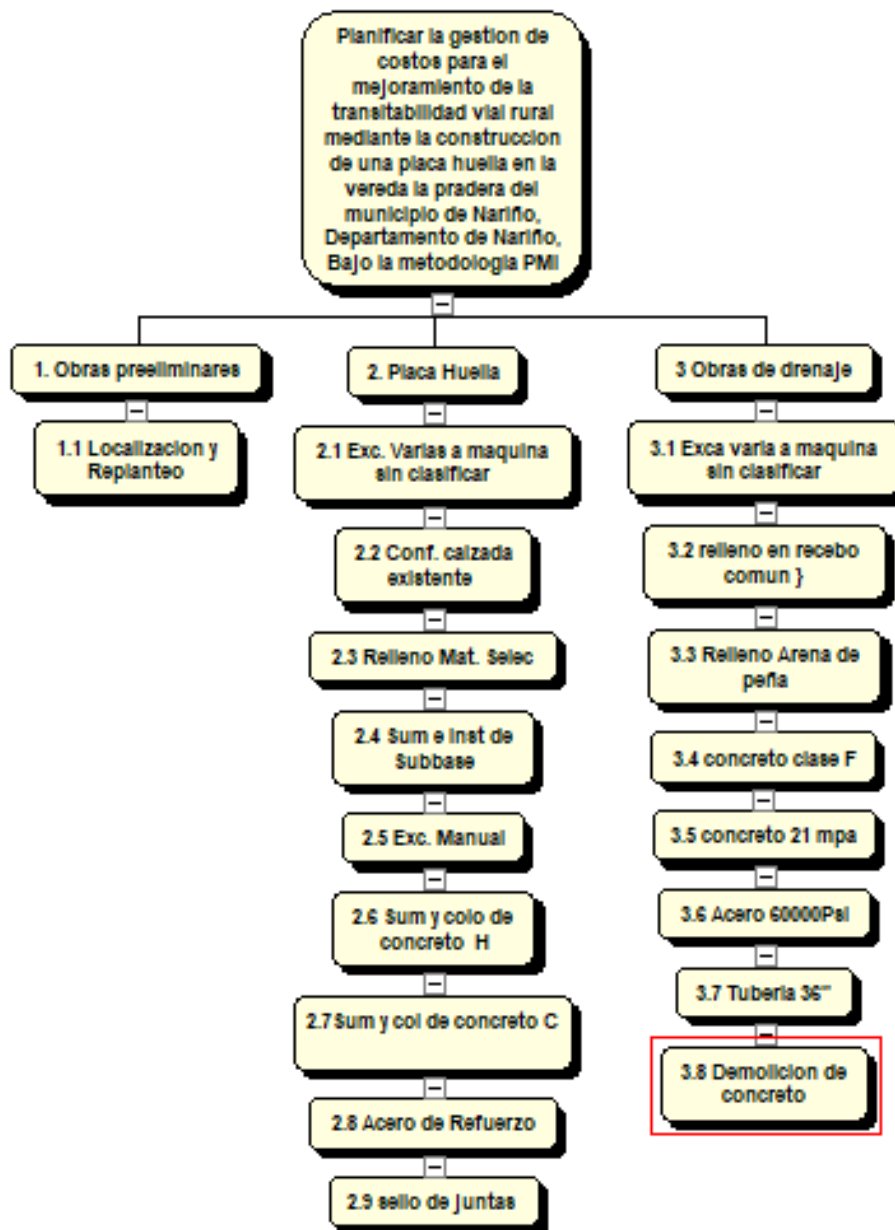 Planificar la gestion de
costos para el
mejoramiento de la
transitabilidad vial rural
mediante la construccion
de una placa huella en la
vereda la pradera del
municipio de Nariño,
Departamento de Nariño,
Bajo la metodologia PMI
1. Obras preeliminares
2. Placa Huella
3 Obras de drenaje
1.1 Localizacion y
Replanteo
2.1 Exc. Varias a maquina
sin clasificar
3.1 Exca varia a maquina
sin clasificar
2.2 Conf. calzada
existente
3.2 relleno en recebo
comun }
2.3 Relleno Mat. Selec
3.3 Relleno Arena de
peña
2.4 Sum e Inst de
Subbase
3.4 concreto clase F
2.5 Exc. Manual
3.5 concreto 21 mpa
2.6 Sum y colo de
concreto H
3.6 Acero 60000Psi
2.7Sum y col de concreto C
3.7 Tuberia 36"
2.8 Acero de Refuerzo
3.8 Demolicion de
concreto
2.9 sello de juntas